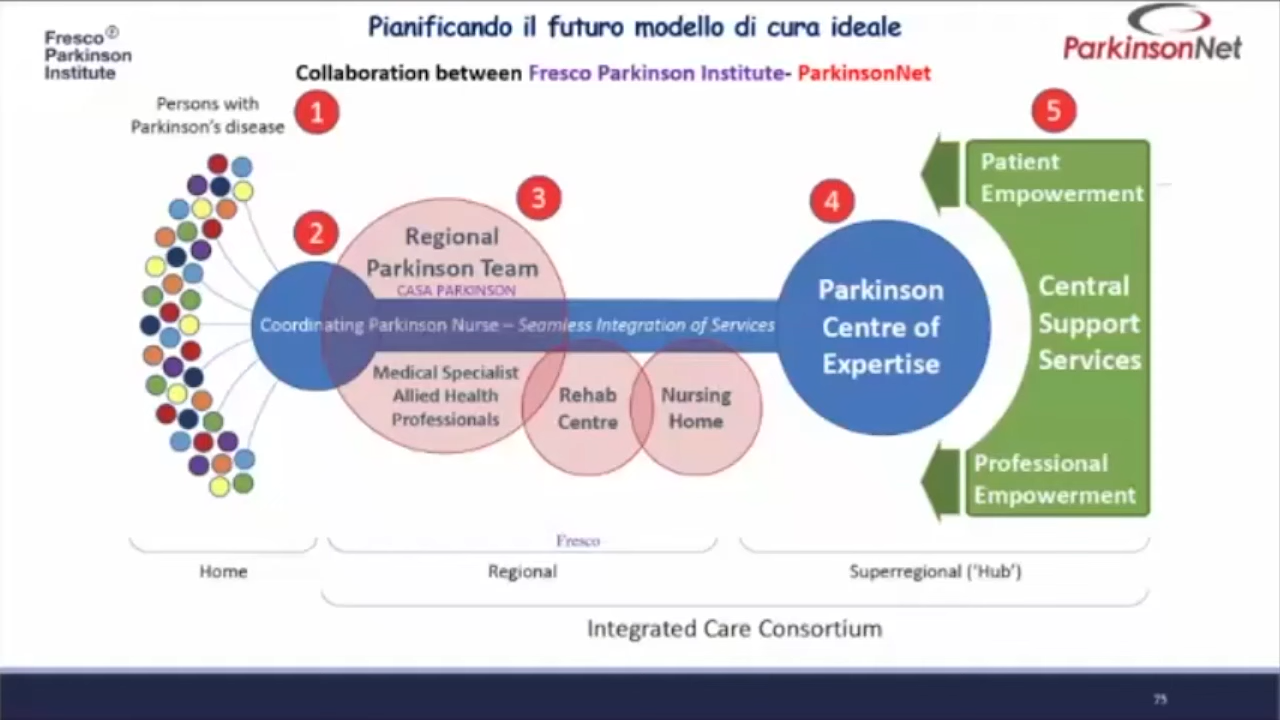 Pianificando il futuro modello di cura ideale
Fresco
Parkinson
Institute
ParkinsonNet
Collaboration between Fresco Parkinson Institute- ParkinsonNet
Persons with
Parkinson's disease
1
2
3
4
5
Regional
Parkinson Team
CASA PARKINSON
Coordinating Parkinson Nurse – Seamless Integration of Services
Medical Specialist
Allied Health
Professionals
Rehab
Centre
Nursing
Home
Parkinson
Centre of
Expertise
Patient
Empowerment
Central
Support
Services
Professional
Empowerment
Fresco
Home
Regional
Superregional ('Hub')
Integrated Care Consortium
75